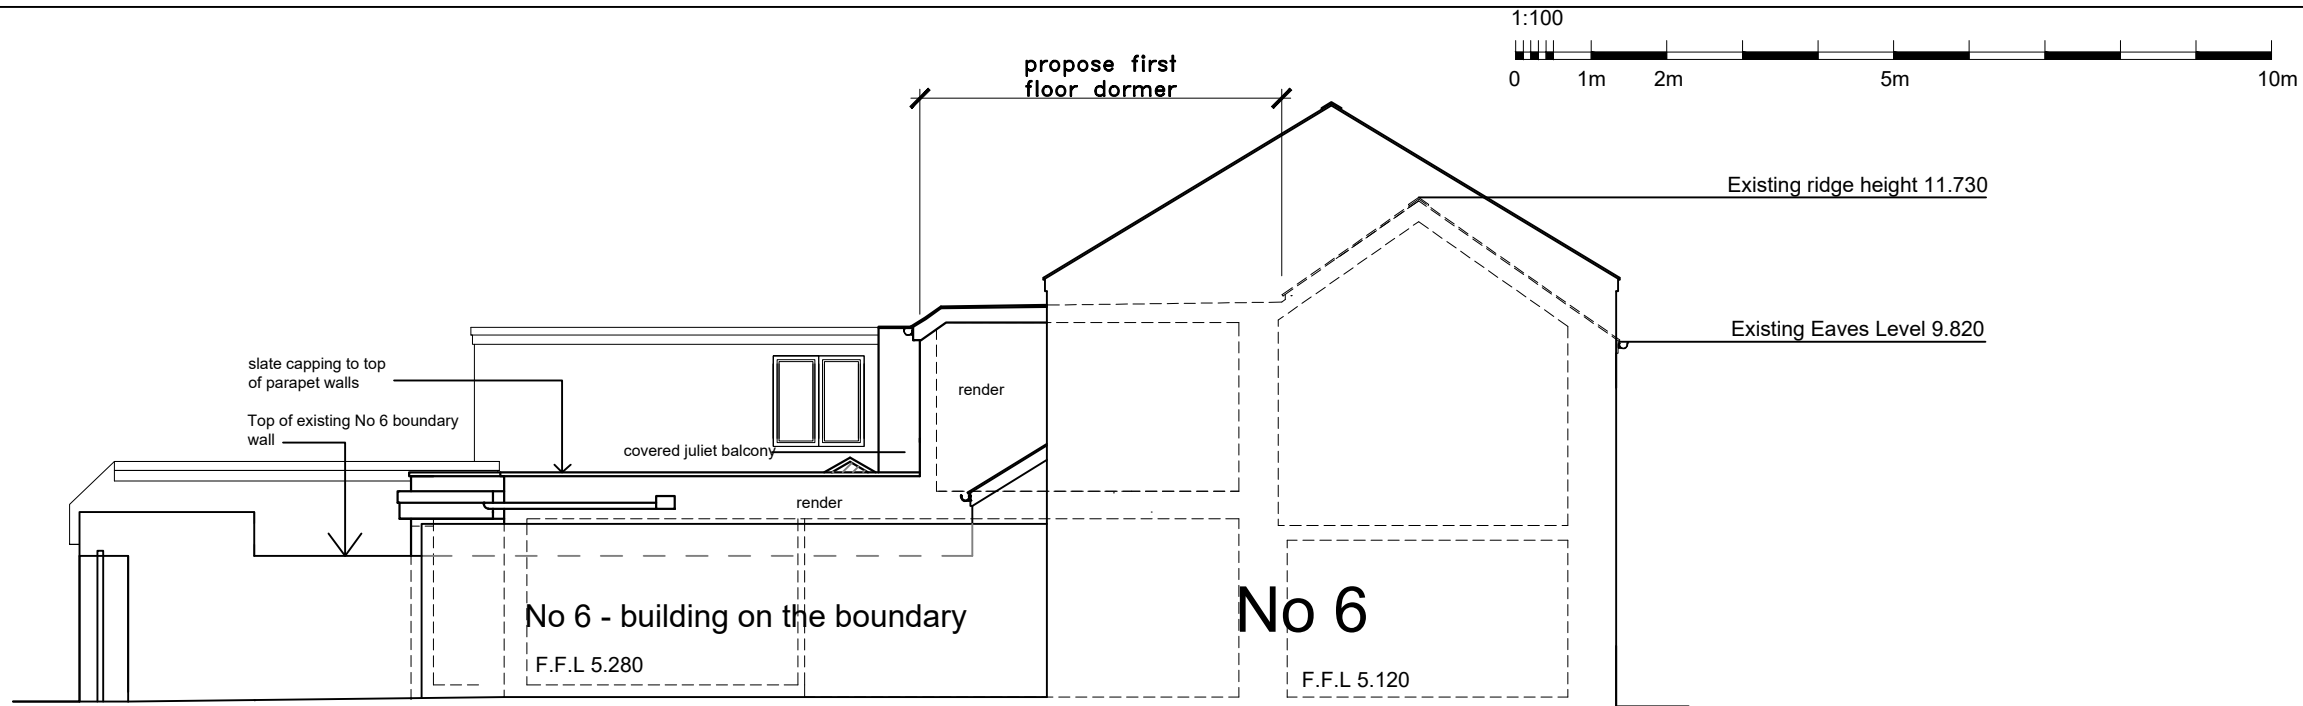 1:100
0 1m 2m 5m 10m
propose first
floor dormer
Existing ridge height 11.730
Existing Eaves Level 9.820
slate capping to top
of parapet walls
Top of existing No 6 boundary
wall
render
covered juliet balcony
render
No 6 - building on the boundary
F.F.L 5.280
No 6
F.F.L 5.120